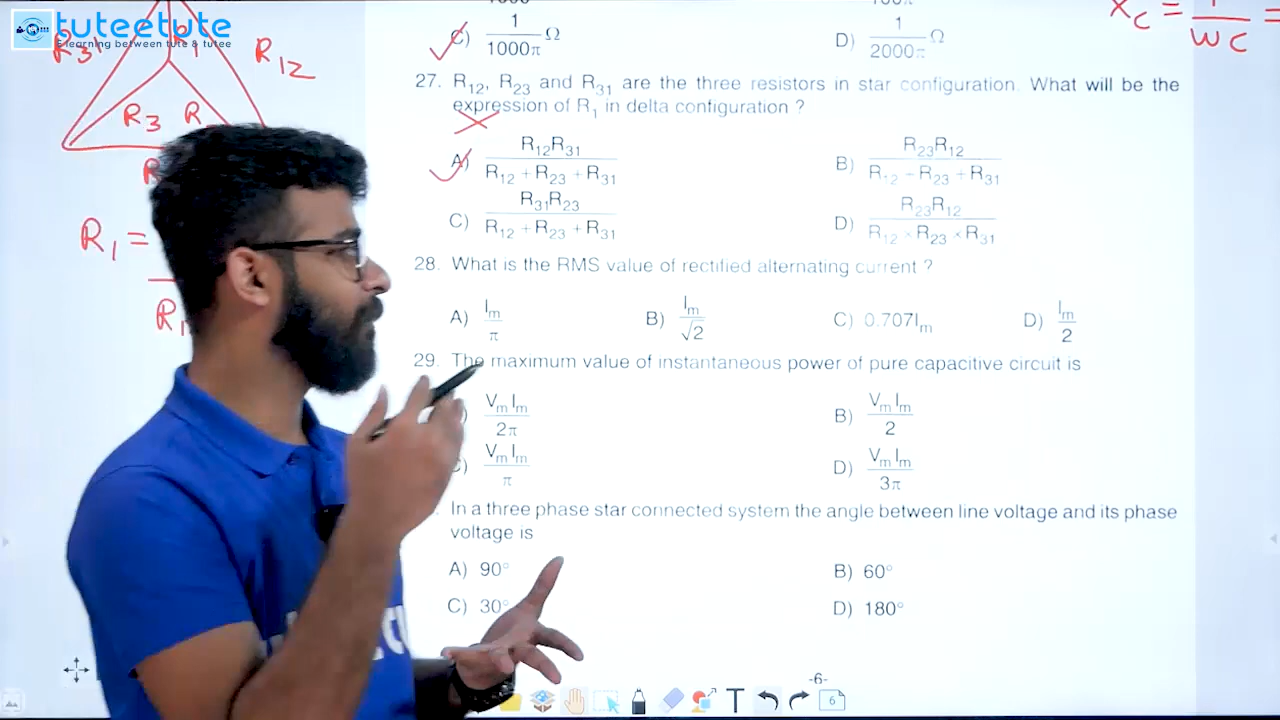 tuteetute
E learning between tute & tutee
R3'
R1
R12
R3
R
R1 =
R1
Xc =
WC
C) 1/1000π Ω
D) 1/2000π Ω
27. R12, R23 and R31 are the three resistors in star configuration. What will be the
expression of R1 in delta configuration ?
A) R12R31 / R12 + R23 + R31
B) R23R12 / R12 + R23 + R31
C) R31R23 / R12 + R23 + R31
D) R23R12 / R12 × R23 × R31
28. What is the RMS value of rectified alternating current ?
A) Im/π
B) Im/√2
C) 0.707Im
D) Im/2
29. The maximum value of instantaneous power of pure capacitive circuit is
) VmIm/2π
B) VmIm/2
) VmIm/π
D) VmIm/3π
In a three phase star connected system the angle between line voltage and its phase
voltage is
A) 90°
B) 60°
C) 30°
D) 180°
-6-
T
6